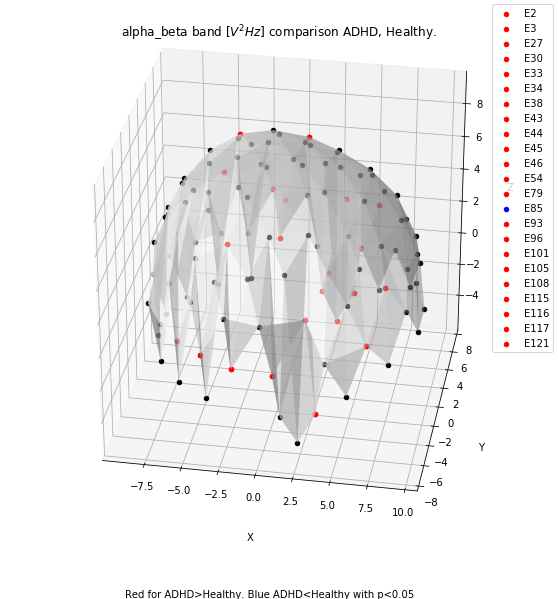 alpha_beta band [V²Hz] comparison ADHD, Healthy.
E2
E3
E27
E30
E33
E34
E38
E43
E44
E45
E46
E54
E79
E85
E93
E96
E101
E105
E108
E115
E116
E117
E121
Z
8
6
4
2
0
−2
−4
8
6
4
2
0
−2
−4
−6
−8
Y
−7.5 −5.0 −2.5 0.0 2.5 5.0 7.5 10.0
X
Red for ADHD>Healthy. Blue ADHD<Healthy with p<0.05